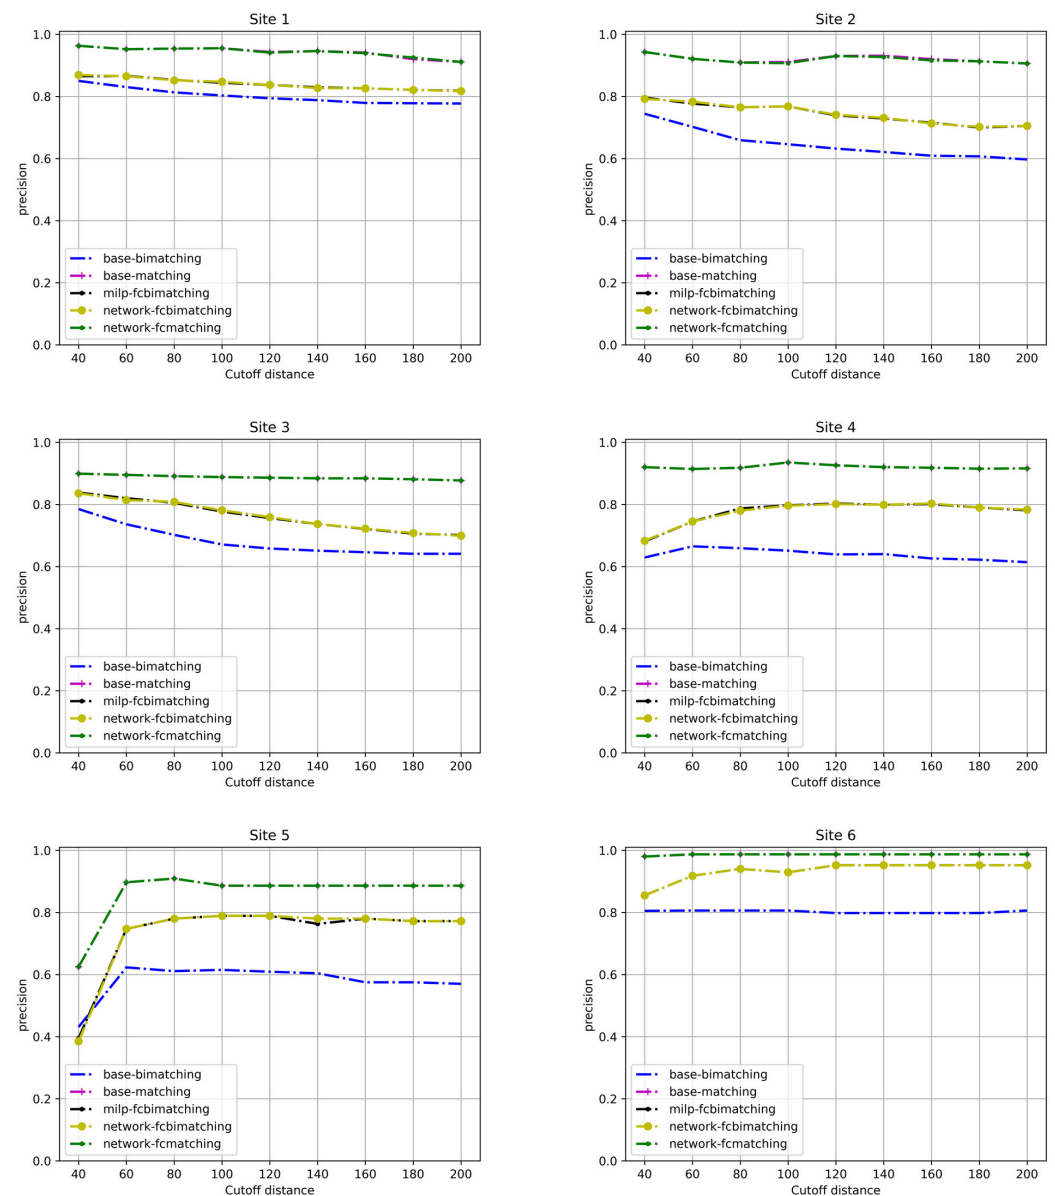 Site 1
1.0
0.8
0.6
0.4
0.2
0.0
precision
base-bimatching
base-matching
milp-fcbimatching
network-fcbimatching
network-fcmatching
40 60 80 100 120 140 160 180 200
Cutoff distance
Site 2
1.0
0.8
0.6
0.4
0.2
0.0
precision
base-bimatching
base-matching
milp-fcbimatching
network-fcbimatching
network-fcmatching
40 60 80 100 120 140 160 180 200
Cutoff distance
Site 3
1.0
0.8
0.6
0.4
0.2
0.0
precision
base-bimatching
base-matching
milp-fcbimatching
network-fcbimatching
network-fcmatching
40 60 80 100 120 140 160 180 200
Cutoff distance
Site 4
1.0
0.8
0.6
0.4
0.2
0.0
precision
base-bimatching
base-matching
milp-fcbimatching
network-fcbimatching
network-fcmatching
40 60 80 100 120 140 160 180 200
Cutoff distance
Site 5
1.0
0.8
0.6
0.4
0.2
0.0
precision
base-bimatching
base-matching
milp-fcbimatching
network-fcbimatching
network-fcmatching
40 60 80 100 120 140 160 180 200
Cutoff distance
Site 6
1.0
0.8
0.6
0.4
0.2
0.0
precision
base-bimatching
base-matching
milp-fcbimatching
network-fcbimatching
network-fcmatching
40 60 80 100 120 140 160 180 200
Cutoff distance